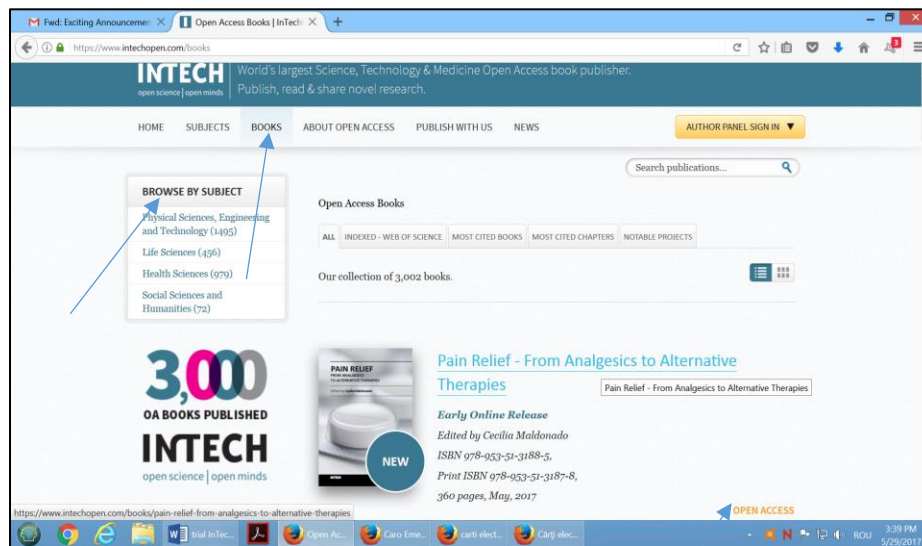 Fwd: Exciting Announcemen
Open Access Books | InTech
https://www.intechopen.com/books
3
INTECH
open science | open minds
World's largest Science, Technology & Medicine Open Access book publisher.
Publish, read & share novel research.
HOME SUBJECTS BOOKS ABOUT OPEN ACCESS PUBLISH WITH US NEWS
AUTHOR PANEL SIGN IN
Search publications...
BROWSE BY SUBJECT
Physical Sciences, Engineering
and Technology (1495)
Life Sciences (456)
Health Sciences (979)
Social Sciences and
Humanities (72)
Open Access Books
ALL INDEXED - WEB OF SCIENCE MOST CITED BOOKS MOST CITED CHAPTERS NOTABLE PROJECTS
Our collection of 3,002 books.
3,000
OA BOOKS PUBLISHED
INTECH
open science | open minds
PAIN RELIEF
FROM ANALGESICS
TO ALTERNATIVE THERAPIES
NEW
Pain Relief - From Analgesics to Alternative
Therapies
Pain Relief - From Analgesics to Alternative Therapies
Early Online Release
Edited by Cecilia Maldonado
ISBN 978-953-51-3188-5,
Print ISBN 978-953-51-3187-8,
360 pages, May, 2017
OPEN ACCESS
https://www.intechopen.com/books/pain-relief-from-analgesics-to-alternative-therapies
trial InTec...
Open Ac...
Caro Eme...
carti elect...
Cărți elec...
ROU
3:39 PM
5/29/2017